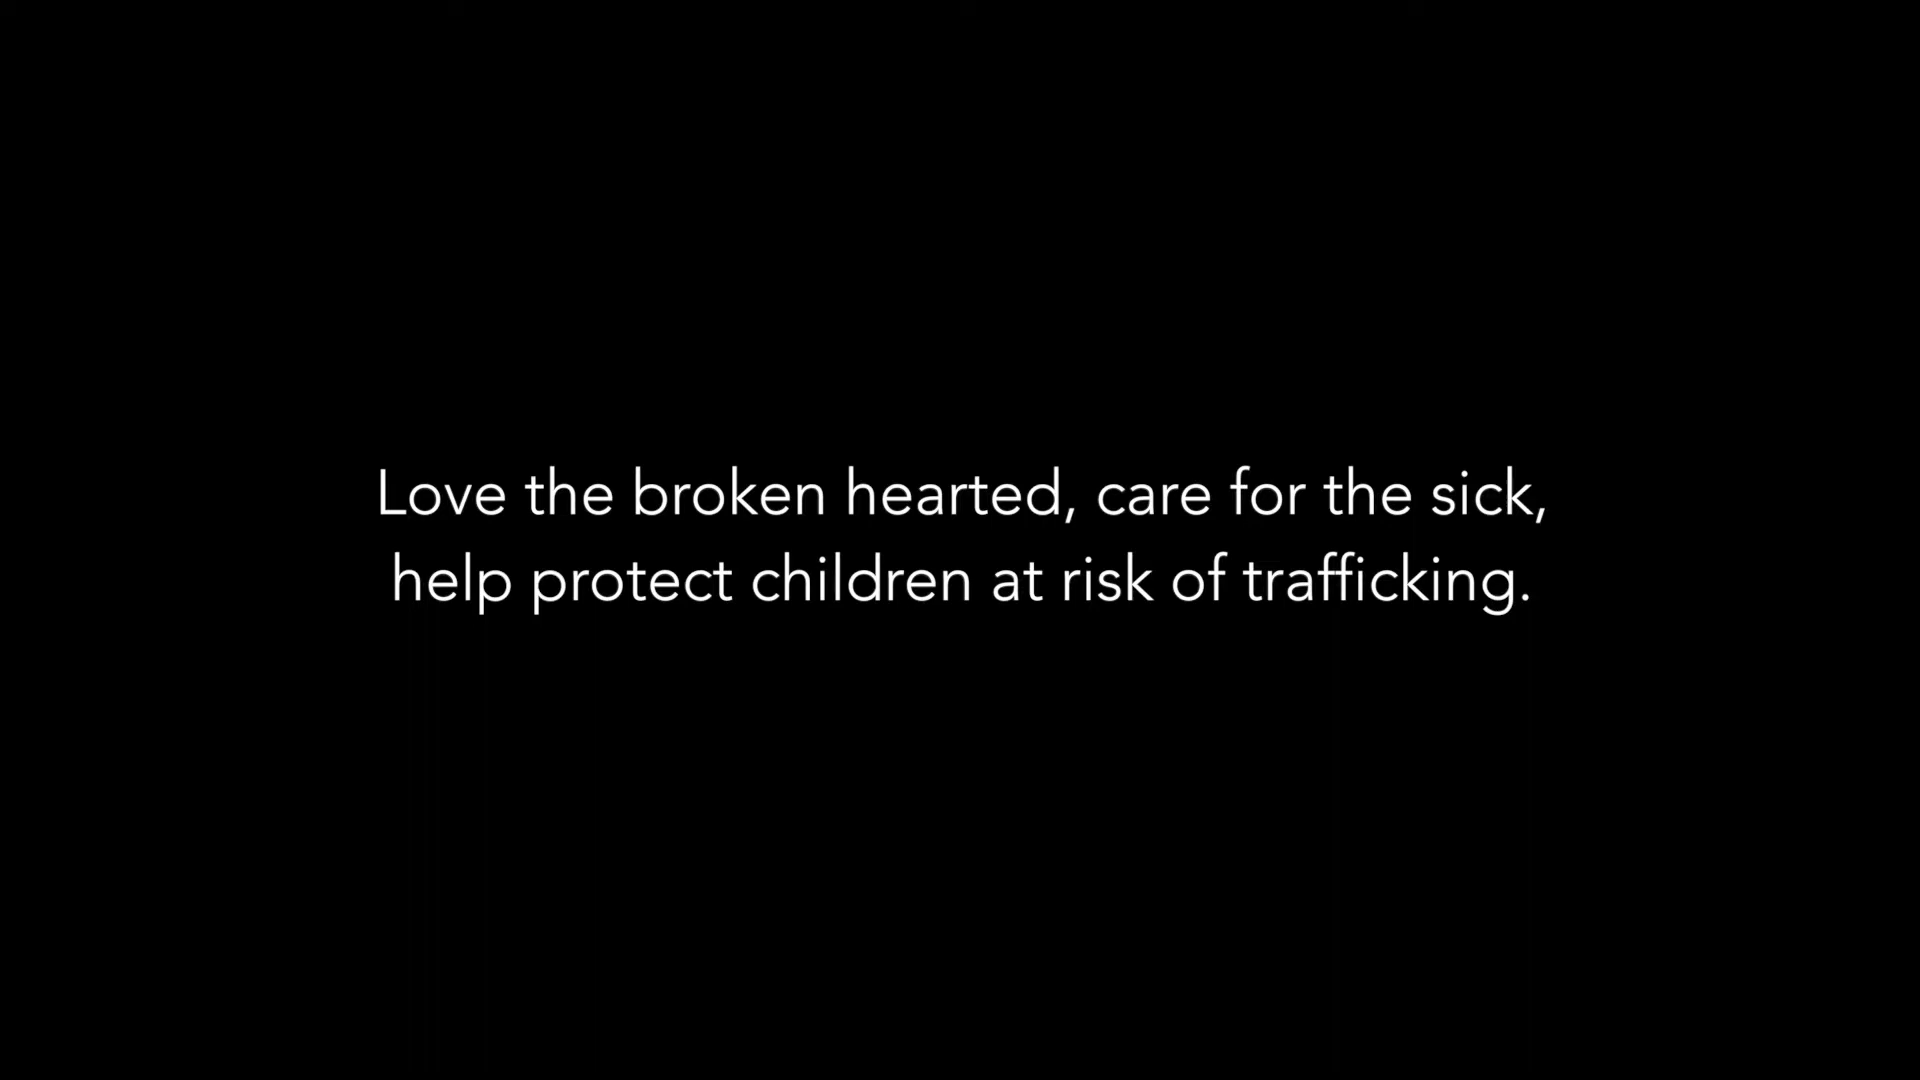 Love the broken hearted, care for the sick,
help protect children at risk of trafficking.